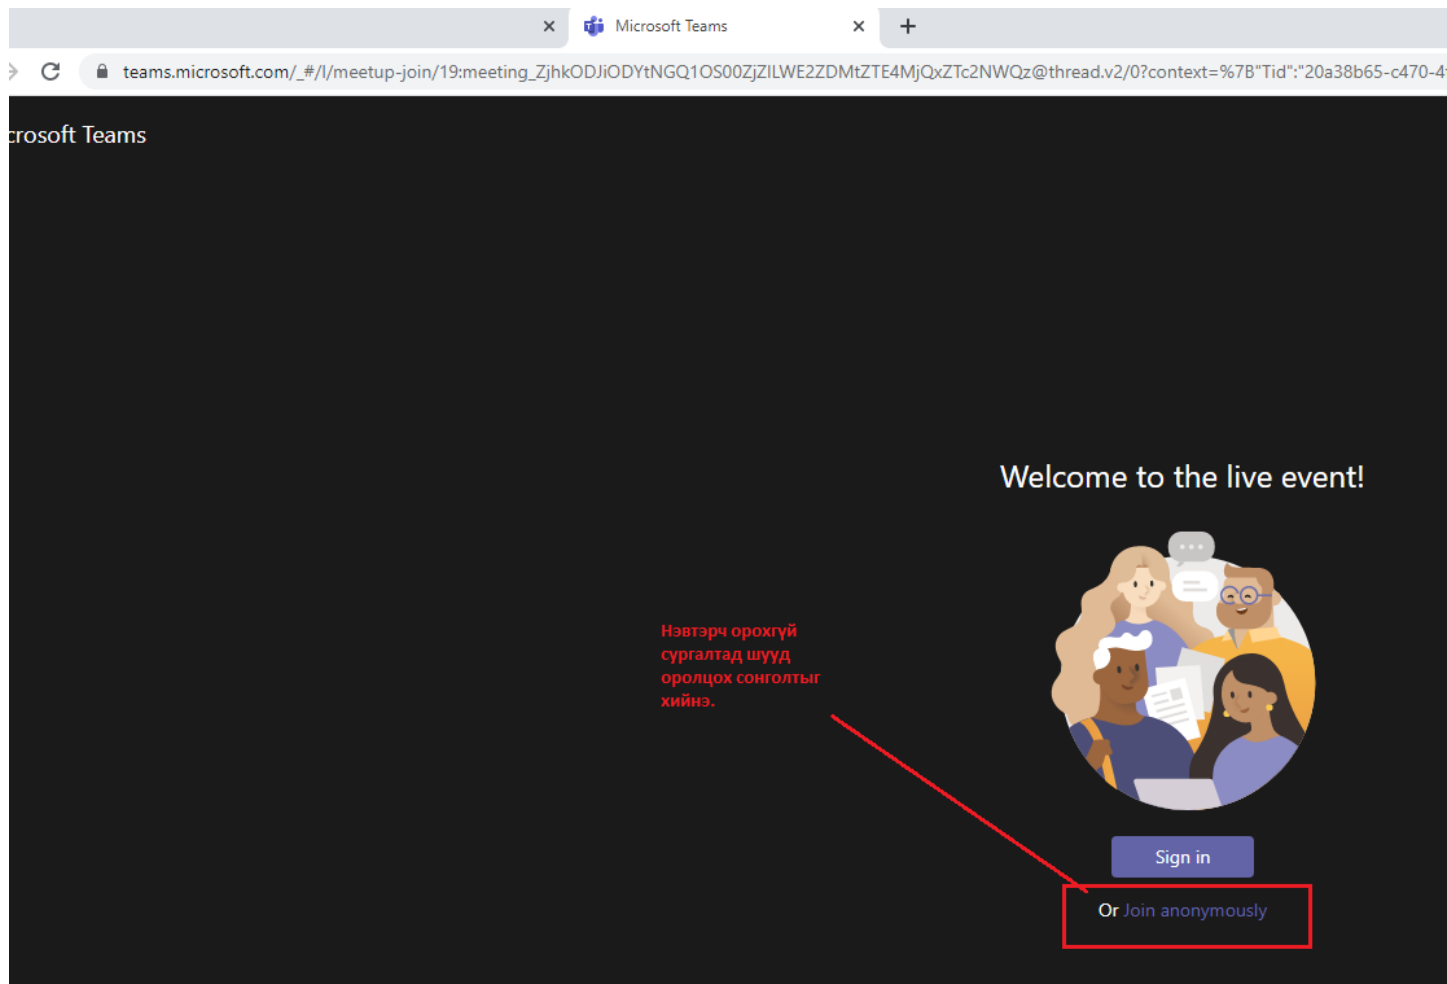 Microsoft Teams
teams.microsoft.com/_#/l/meetup-join/19:meeting_ZjhkODJiODYtNGQ1OS00ZjZlLWE2ZDMtZTE4MjQxZTc2NWQz@thread.v2/0?context=%7B"Tid":"20a38b65-c470-4
crosoft Teams
Welcome to the live event!
Нэвтэрч орохгүй
сургалтад шууд
оролцох сонголтыг
хийнэ.
Sign in
Or Join anonymously